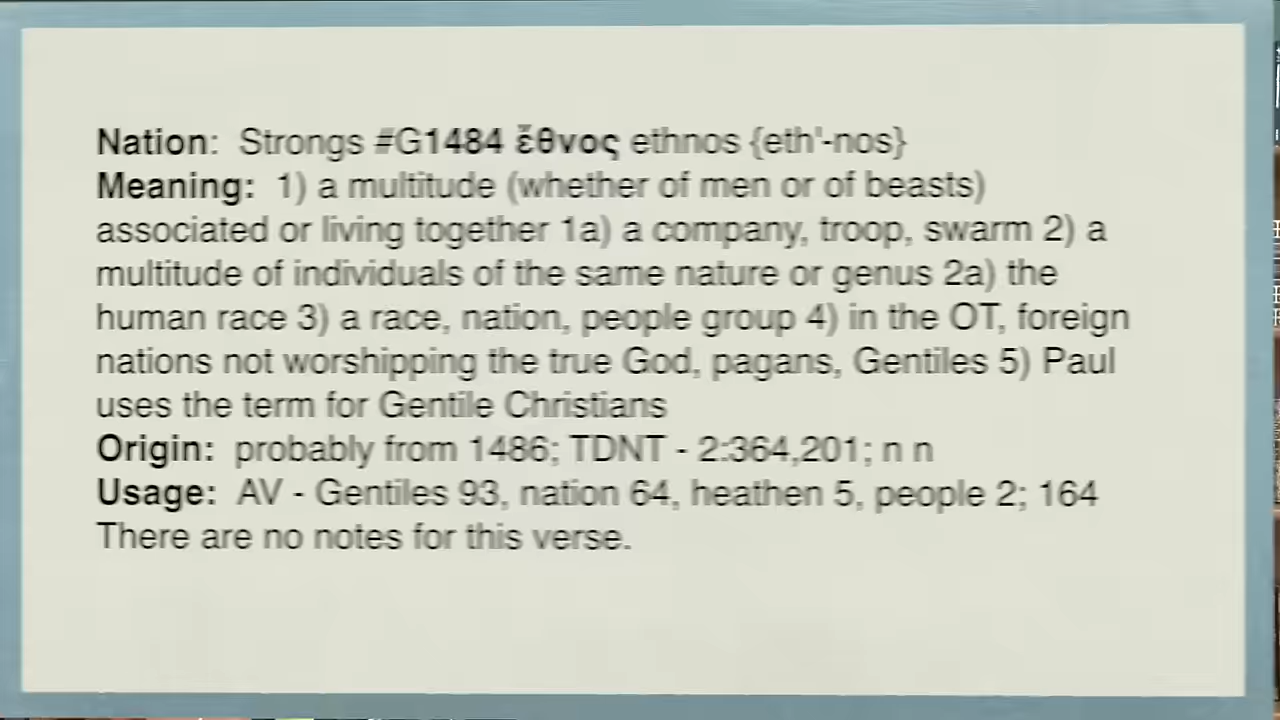 Nation: Strongs #G1484 ἔθνος ethnos {eth'-nos}
Meaning: 1) a multitude (whether of men or of beasts)
associated or living together 1a) a company, troop, swarm 2) a
multitude of individuals of the same nature or genus 2a) the
human race 3) a race, nation, people group 4) in the OT, foreign
nations not worshipping the true God, pagans, Gentiles 5) Paul
uses the term for Gentile Christians
Origin: probably from 1486; TDNT - 2:364,201; n n
Usage: AV - Gentiles 93, nation 64, heathen 5, people 2; 164
There are no notes for this verse.